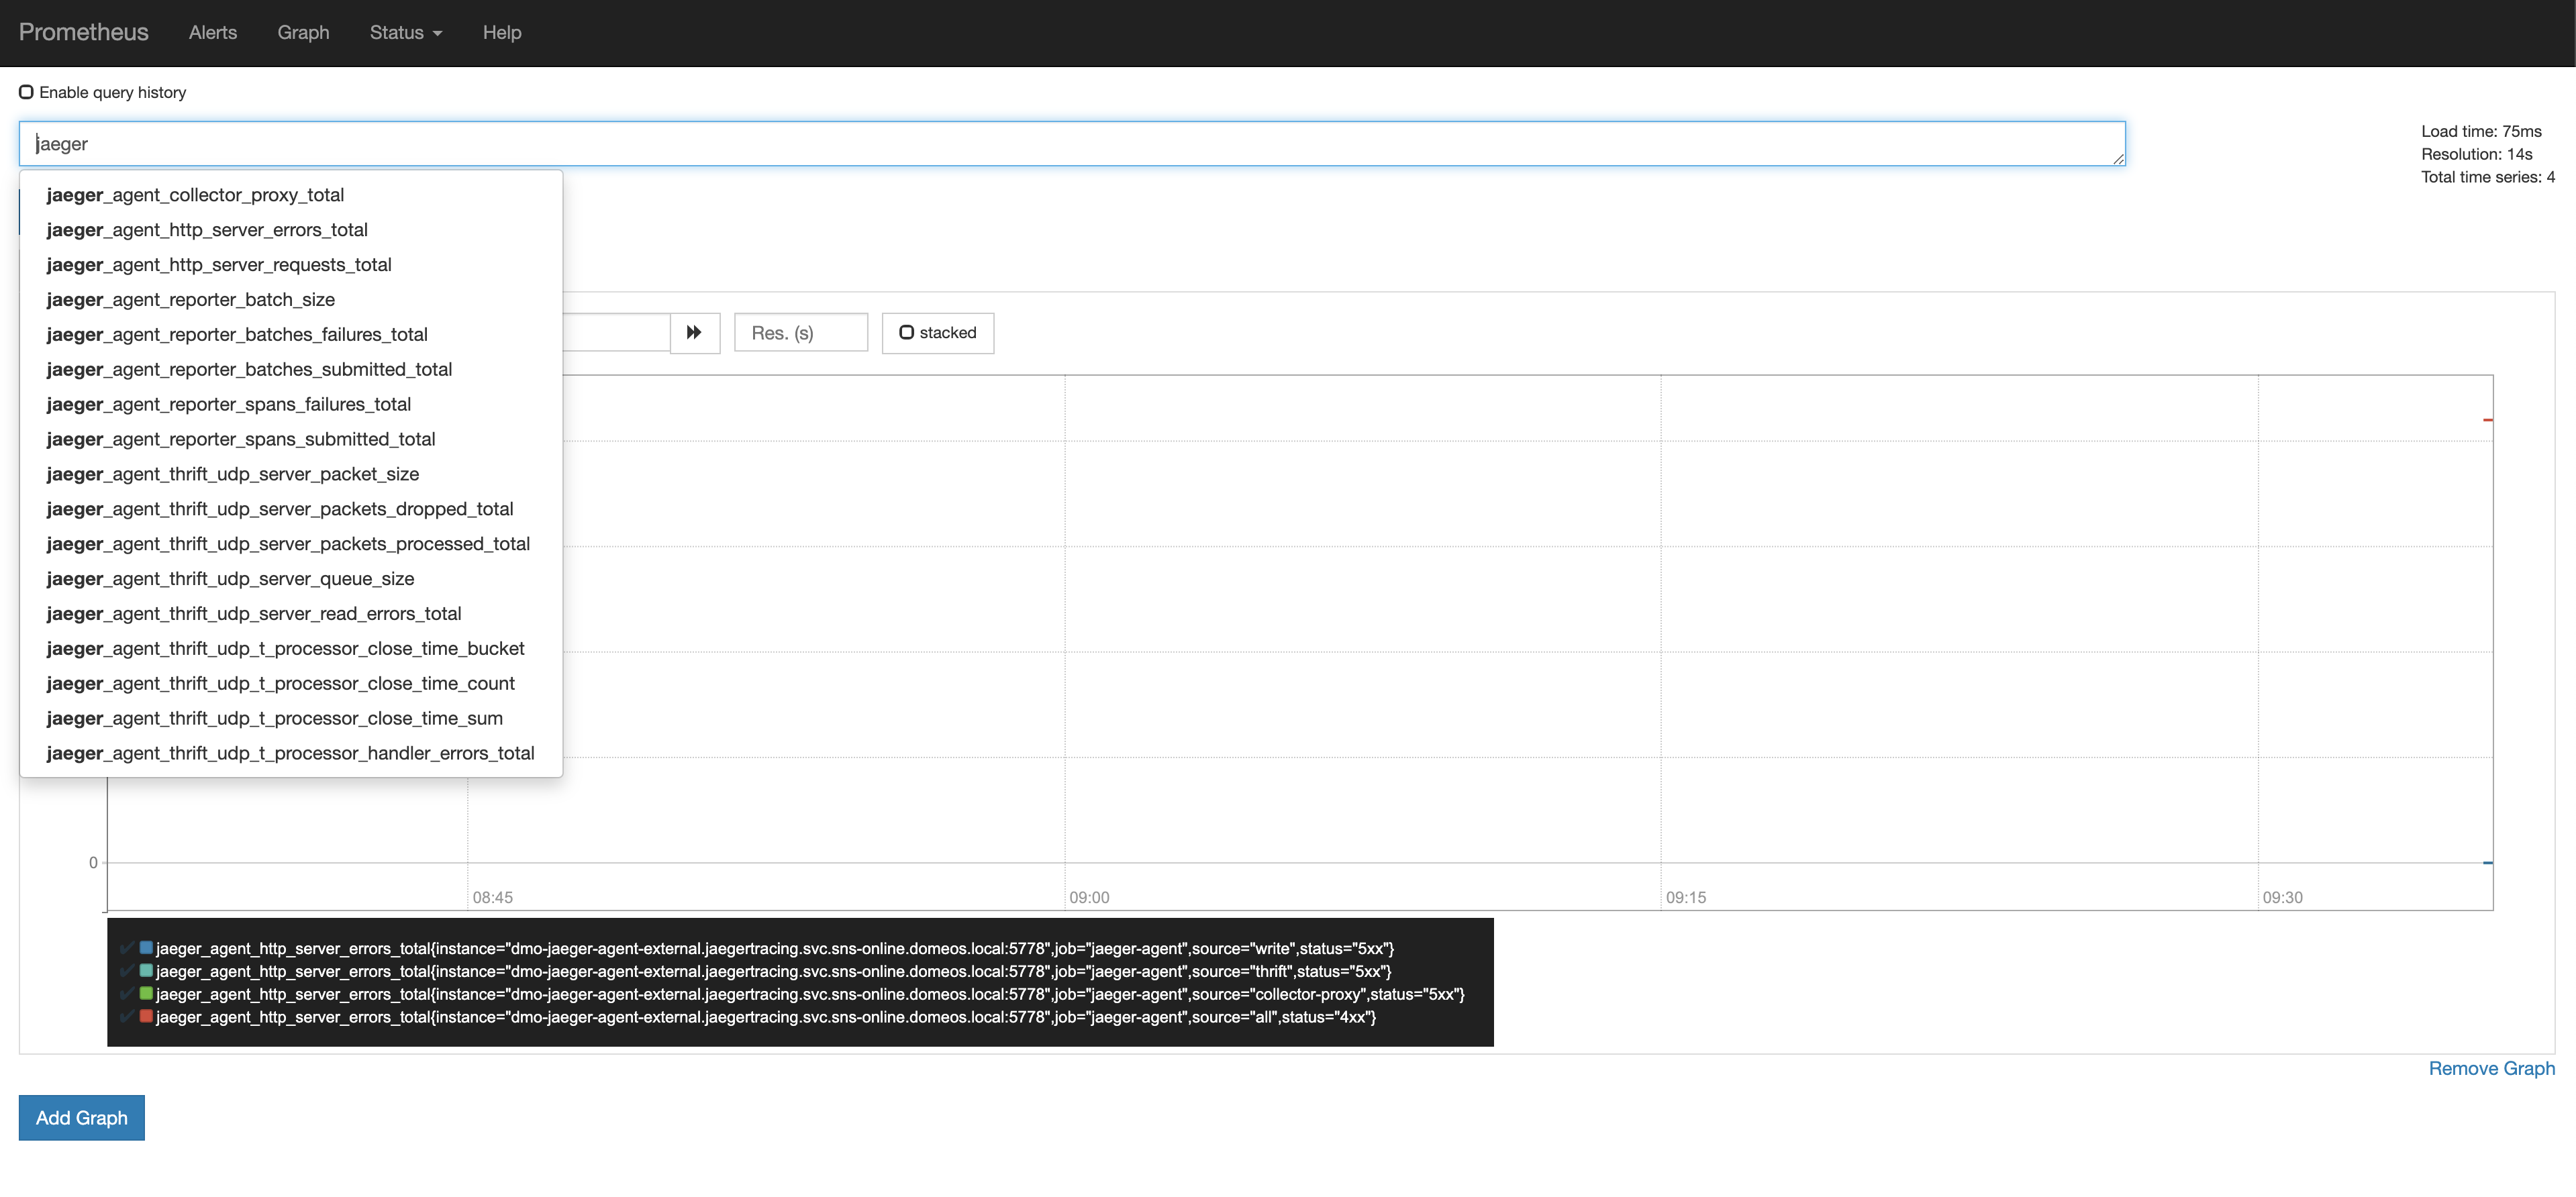 Prometheus Alerts Graph Status Help
Enable query history
jaeger
Load time: 75ms
Resolution: 14s
Total time series: 4
jaeger_agent_collector_proxy_total
jaeger_agent_http_server_errors_total
jaeger_agent_http_server_requests_total
jaeger_agent_reporter_batch_size
jaeger_agent_reporter_batches_failures_total
jaeger_agent_reporter_batches_submitted_total
jaeger_agent_reporter_spans_failures_total
jaeger_agent_reporter_spans_submitted_total
jaeger_agent_thrift_udp_server_packet_size
jaeger_agent_thrift_udp_server_packets_dropped_total
jaeger_agent_thrift_udp_server_packets_processed_total
jaeger_agent_thrift_udp_server_queue_size
jaeger_agent_thrift_udp_server_read_errors_total
jaeger_agent_thrift_udp_t_processor_close_time_bucket
jaeger_agent_thrift_udp_t_processor_close_time_count
jaeger_agent_thrift_udp_t_processor_close_time_sum
jaeger_agent_thrift_udp_t_processor_handler_errors_total
Res. (s) stacked
0
08:45 09:00 09:15 09:30
jaeger_agent_http_server_errors_total{instance="dmo-jaeger-agent-external.jaegertracing.svc.sns-online.domeos.local:5778",job="jaeger-agent",source="write",status="5xx"}
jaeger_agent_http_server_errors_total{instance="dmo-jaeger-agent-external.jaegertracing.svc.sns-online.domeos.local:5778",job="jaeger-agent",source="thrift",status="5xx"}
jaeger_agent_http_server_errors_total{instance="dmo-jaeger-agent-external.jaegertracing.svc.sns-online.domeos.local:5778",job="jaeger-agent",source="collector-proxy",status="5xx"}
jaeger_agent_http_server_errors_total{instance="dmo-jaeger-agent-external.jaegertracing.svc.sns-online.domeos.local:5778",job="jaeger-agent",source="all",status="4xx"}
Remove Graph
Add Graph